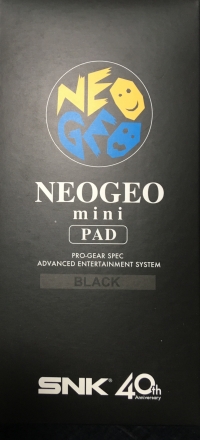 NEO
GEO
NEOGEO
mini
PAD
PRO-GEAR SPEC
ADVANCED ENTERTAINMENT SYSTEM
BLACK
SNK® 40th
Anniversary